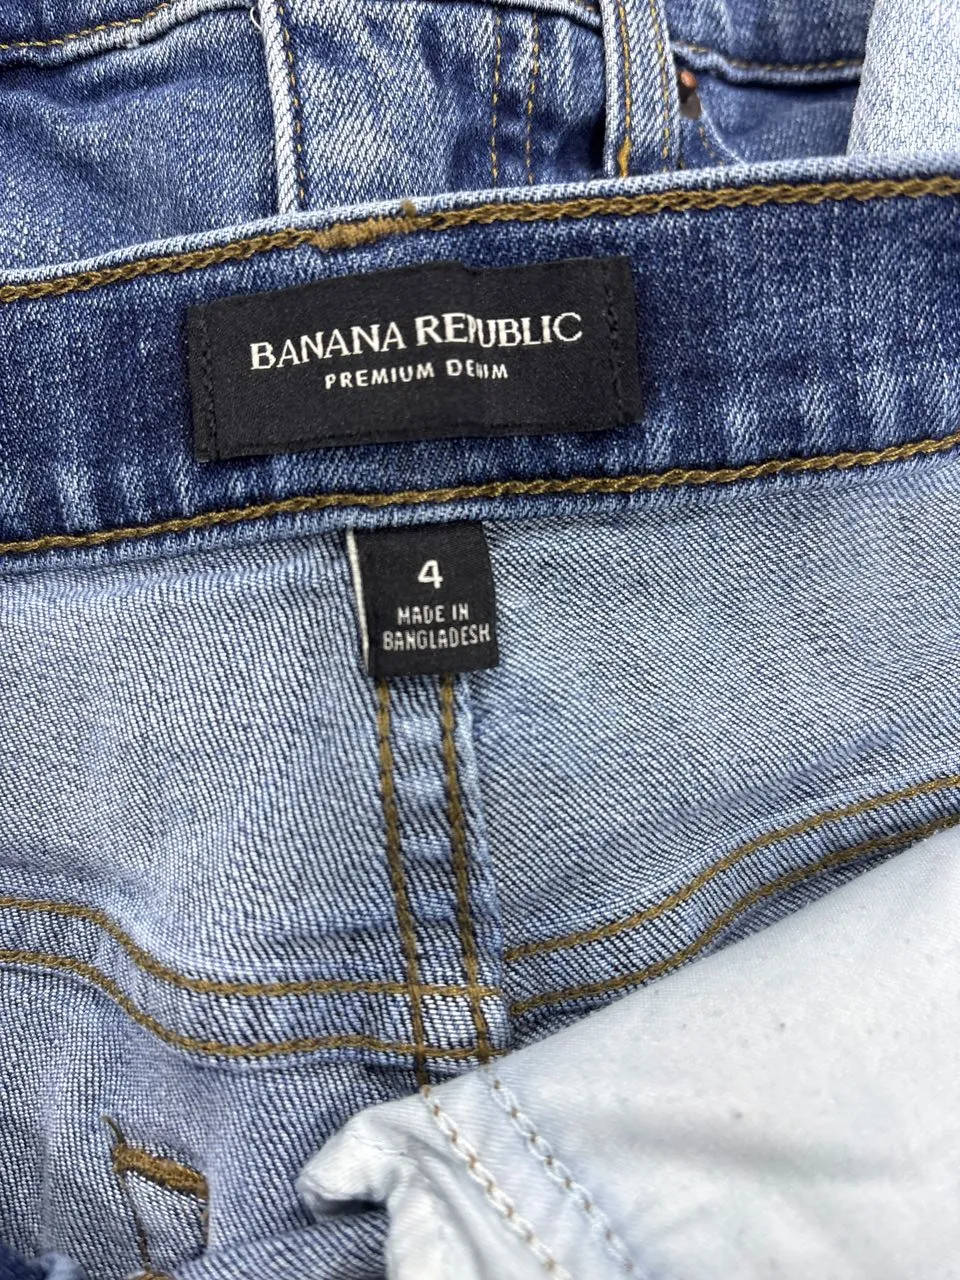 BANANA REPUBLIC
PREMIUM DENIM
4
MADE IN
BANGLADESH